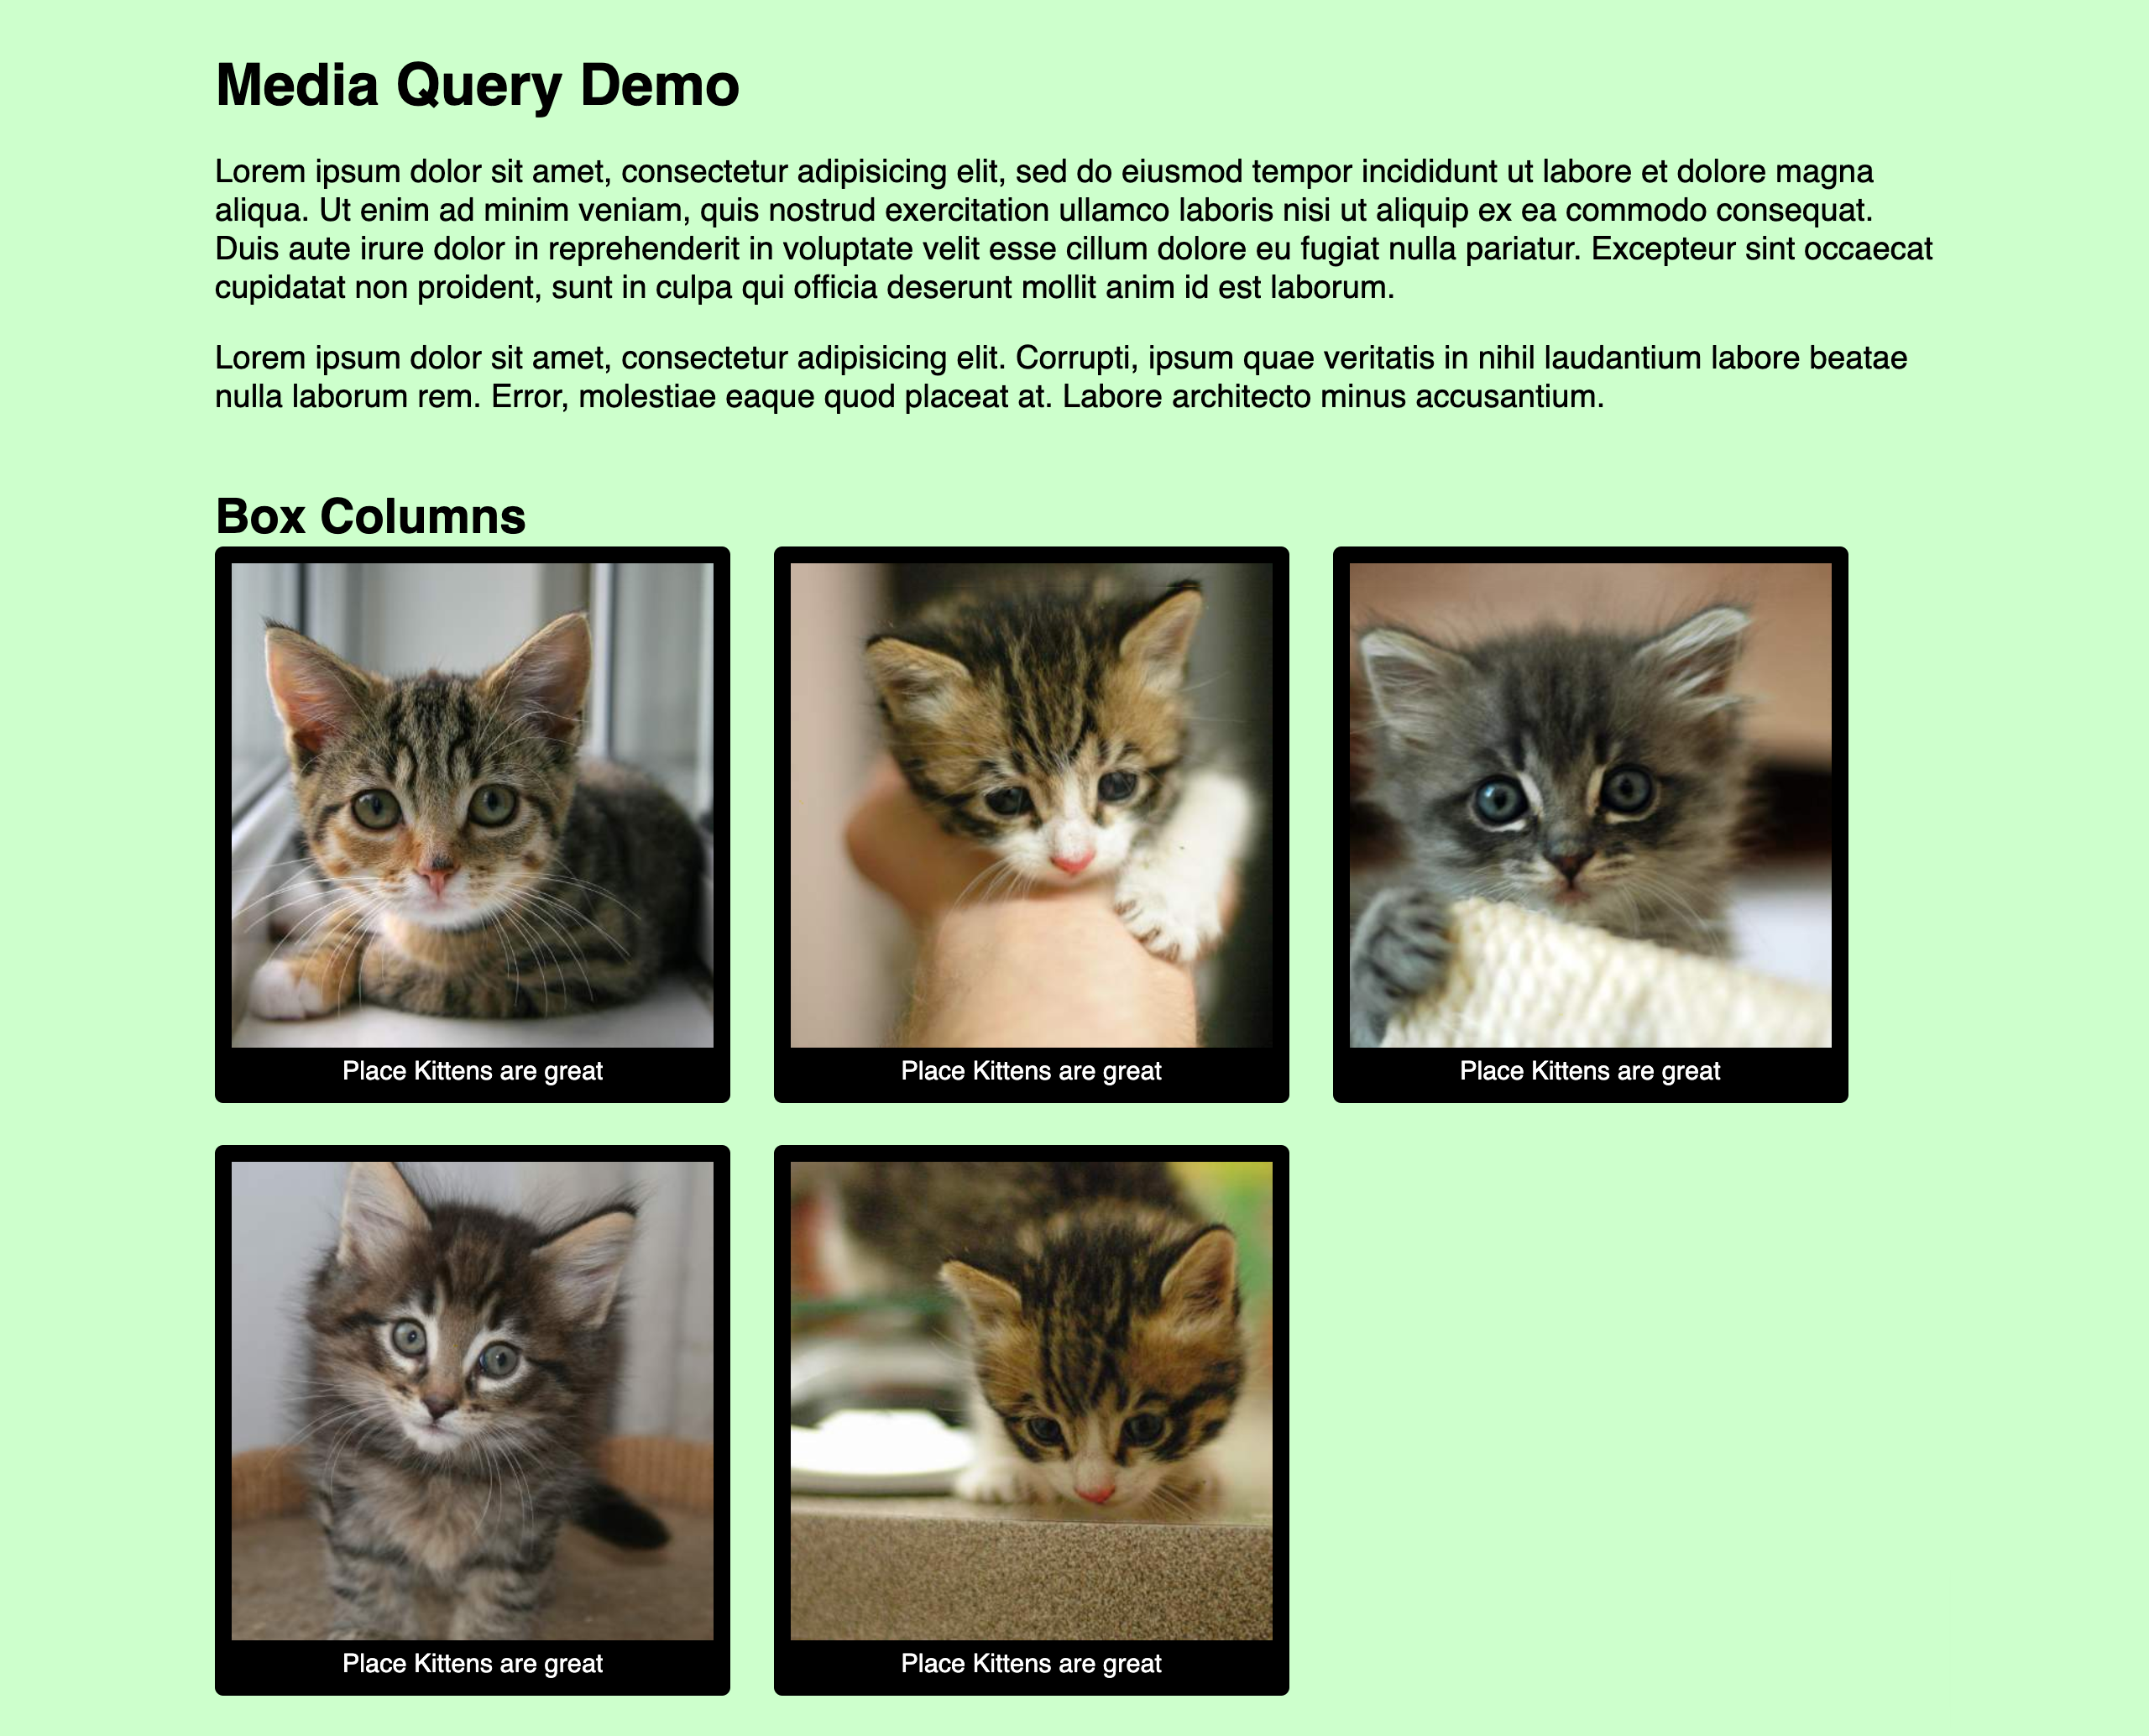 Media Query Demo
Lorem ipsum dolor sit amet, consectetur adipisicing elit, sed do eiusmod tempor incididunt ut labore et dolore magna
aliqua. Ut enim ad minim veniam, quis nostrud exercitation ullamco laboris nisi ut aliquip ex ea commodo consequat.
Duis aute irure dolor in reprehenderit in voluptate velit esse cillum dolore eu fugiat nulla pariatur. Excepteur sint occaecat
cupidatat non proident, sunt in culpa qui officia deserunt mollit anim id est laborum.
Lorem ipsum dolor sit amet, consectetur adipisicing elit. Corrupti, ipsum quae veritatis in nihil laudantium labore beatae
nulla laborum rem. Error, molestiae eaque quod placeat at. Labore architecto minus accusantium.
Box Columns
Place Kittens are great
Place Kittens are great
Place Kittens are great
Place Kittens are great
Place Kittens are great